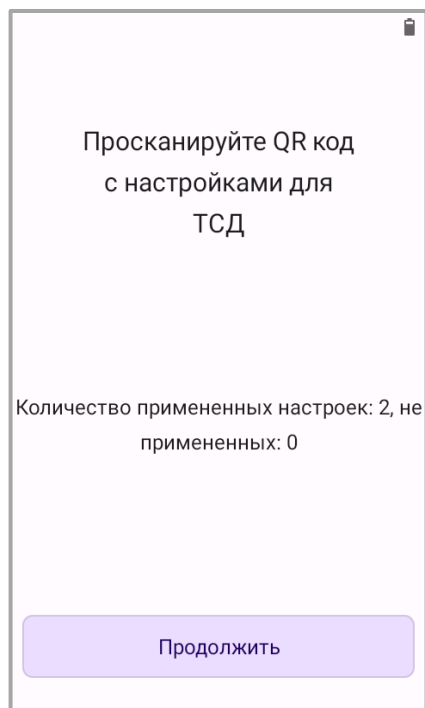 Просканируйте QR код
с настройками для
ТСД
Количество примененных настроек: 2, не
примененных: 0
Продолжить